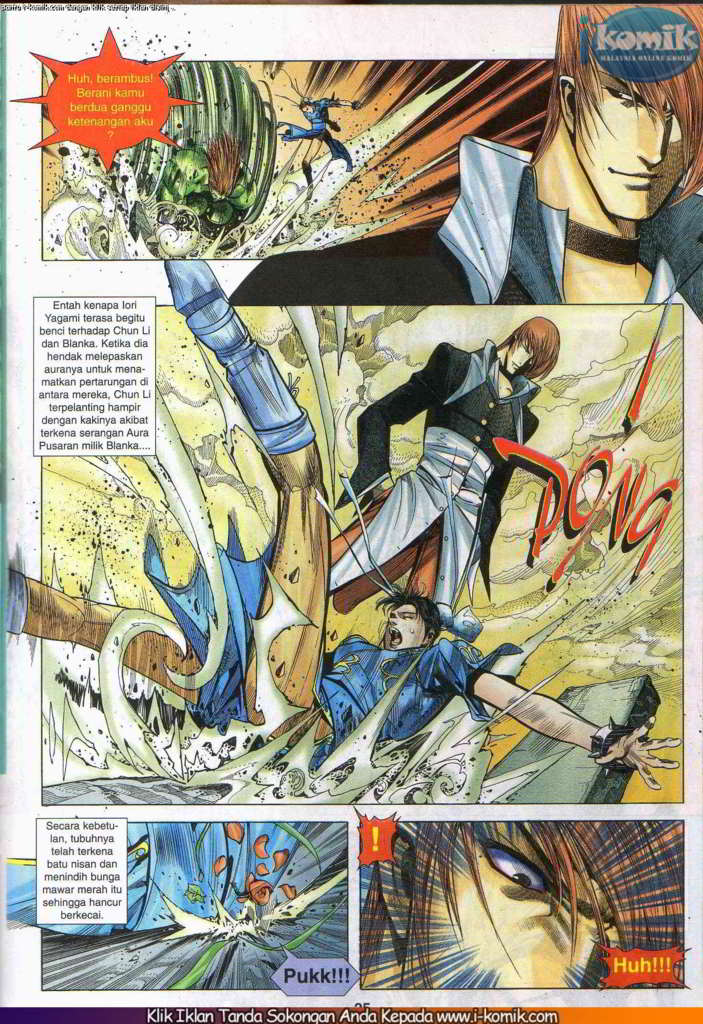 i komik
MALAYSIA ONLINE KOMIK
Huh, berambus!
Berani kamu
berdua ganggu
ketenangan aku
?
Entah kenapa Iori
Yagami terasa begitu
benci terhadap Chun Li
dan Blanka. Ketika dia
hendak melepaskan
auranya untuk mena-
matkan pertarungan di
antara mereka, Chun Li
terpelanting hampir
dengan kakinya akibat
terkena serangan Aura
Pusaran milik Blanka....
PONG
!
Secara kebetu-
lan, tubuhnya
telah terkena
batu nisan dan
menindih bunga
mawar merah itu
sehingga hancur
berkecai.
Pukk!!!
!
Huh!!!
Klik Iklan Tanda Sokongan Anda Kepada www.i-komik.com